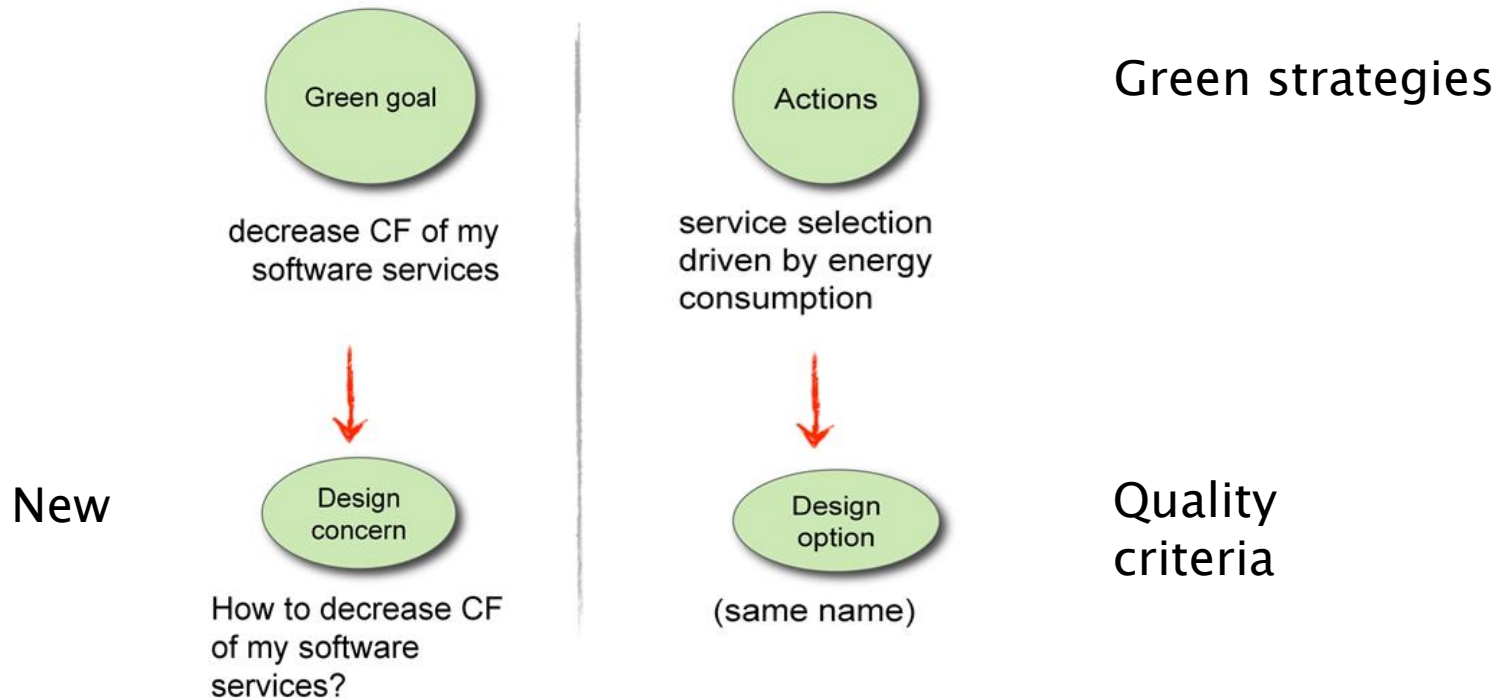 Green goal
decrease CF of my
software services
Actions
service selection
driven by energy
consumption
Green strategies
New
Design
concern
How to decrease CF
of my software
services?
Design
option
(same name)
Quality
criteria